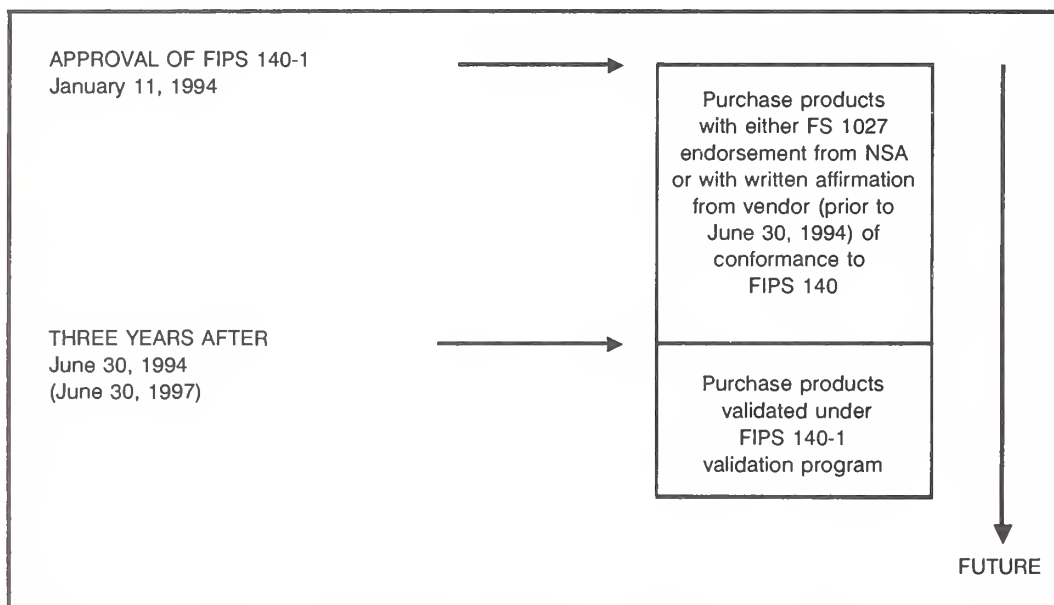 APPROVAL OF FIPS 140-1
January 11, 1994
Purchase products
with either FS 1027
endorsement from NSA
or with written affirmation
from vendor (prior to
June 30, 1994) of
conformance to
FIPS 140
THREE YEARS AFTER
June 30, 1994
(June 30, 1997)
Purchase products
validated under
FIPS 140-1
validation program
FUTURE